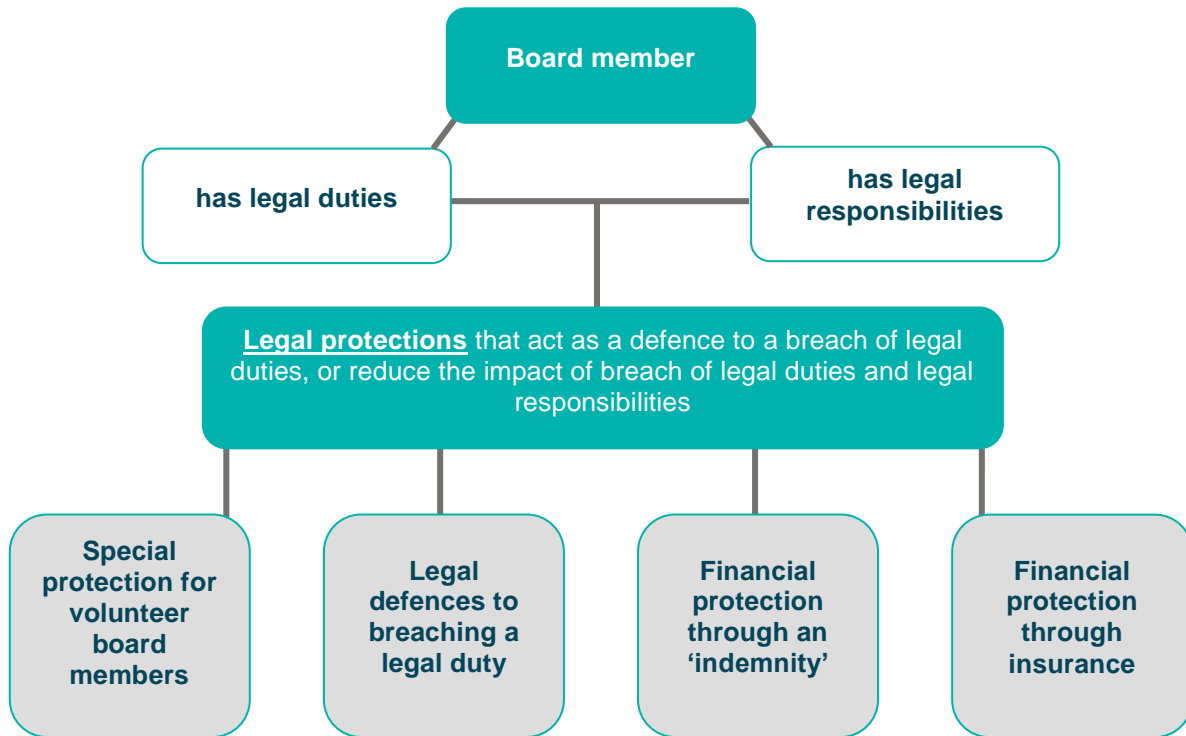 Board member
has legal duties
has legal
responsibilities
Legal protections that act as a defence to a breach of legal
duties, or reduce the impact of breach of legal duties and legal
responsibilities
Special
protection for
volunteer
board
members
Legal
defences to
breaching a
legal duty
Financial
protection
through an
‘indemnity’
Financial
protection
through
insurance